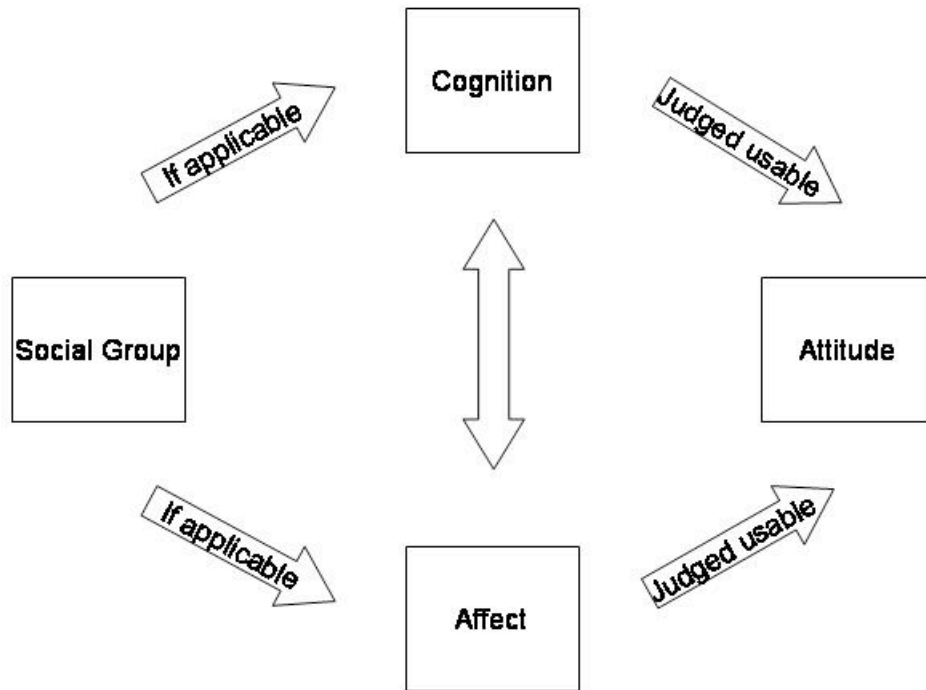 Cognition
If applicable
Judged usable
Social Group
Attitude
If applicable
Judged usable
Affect